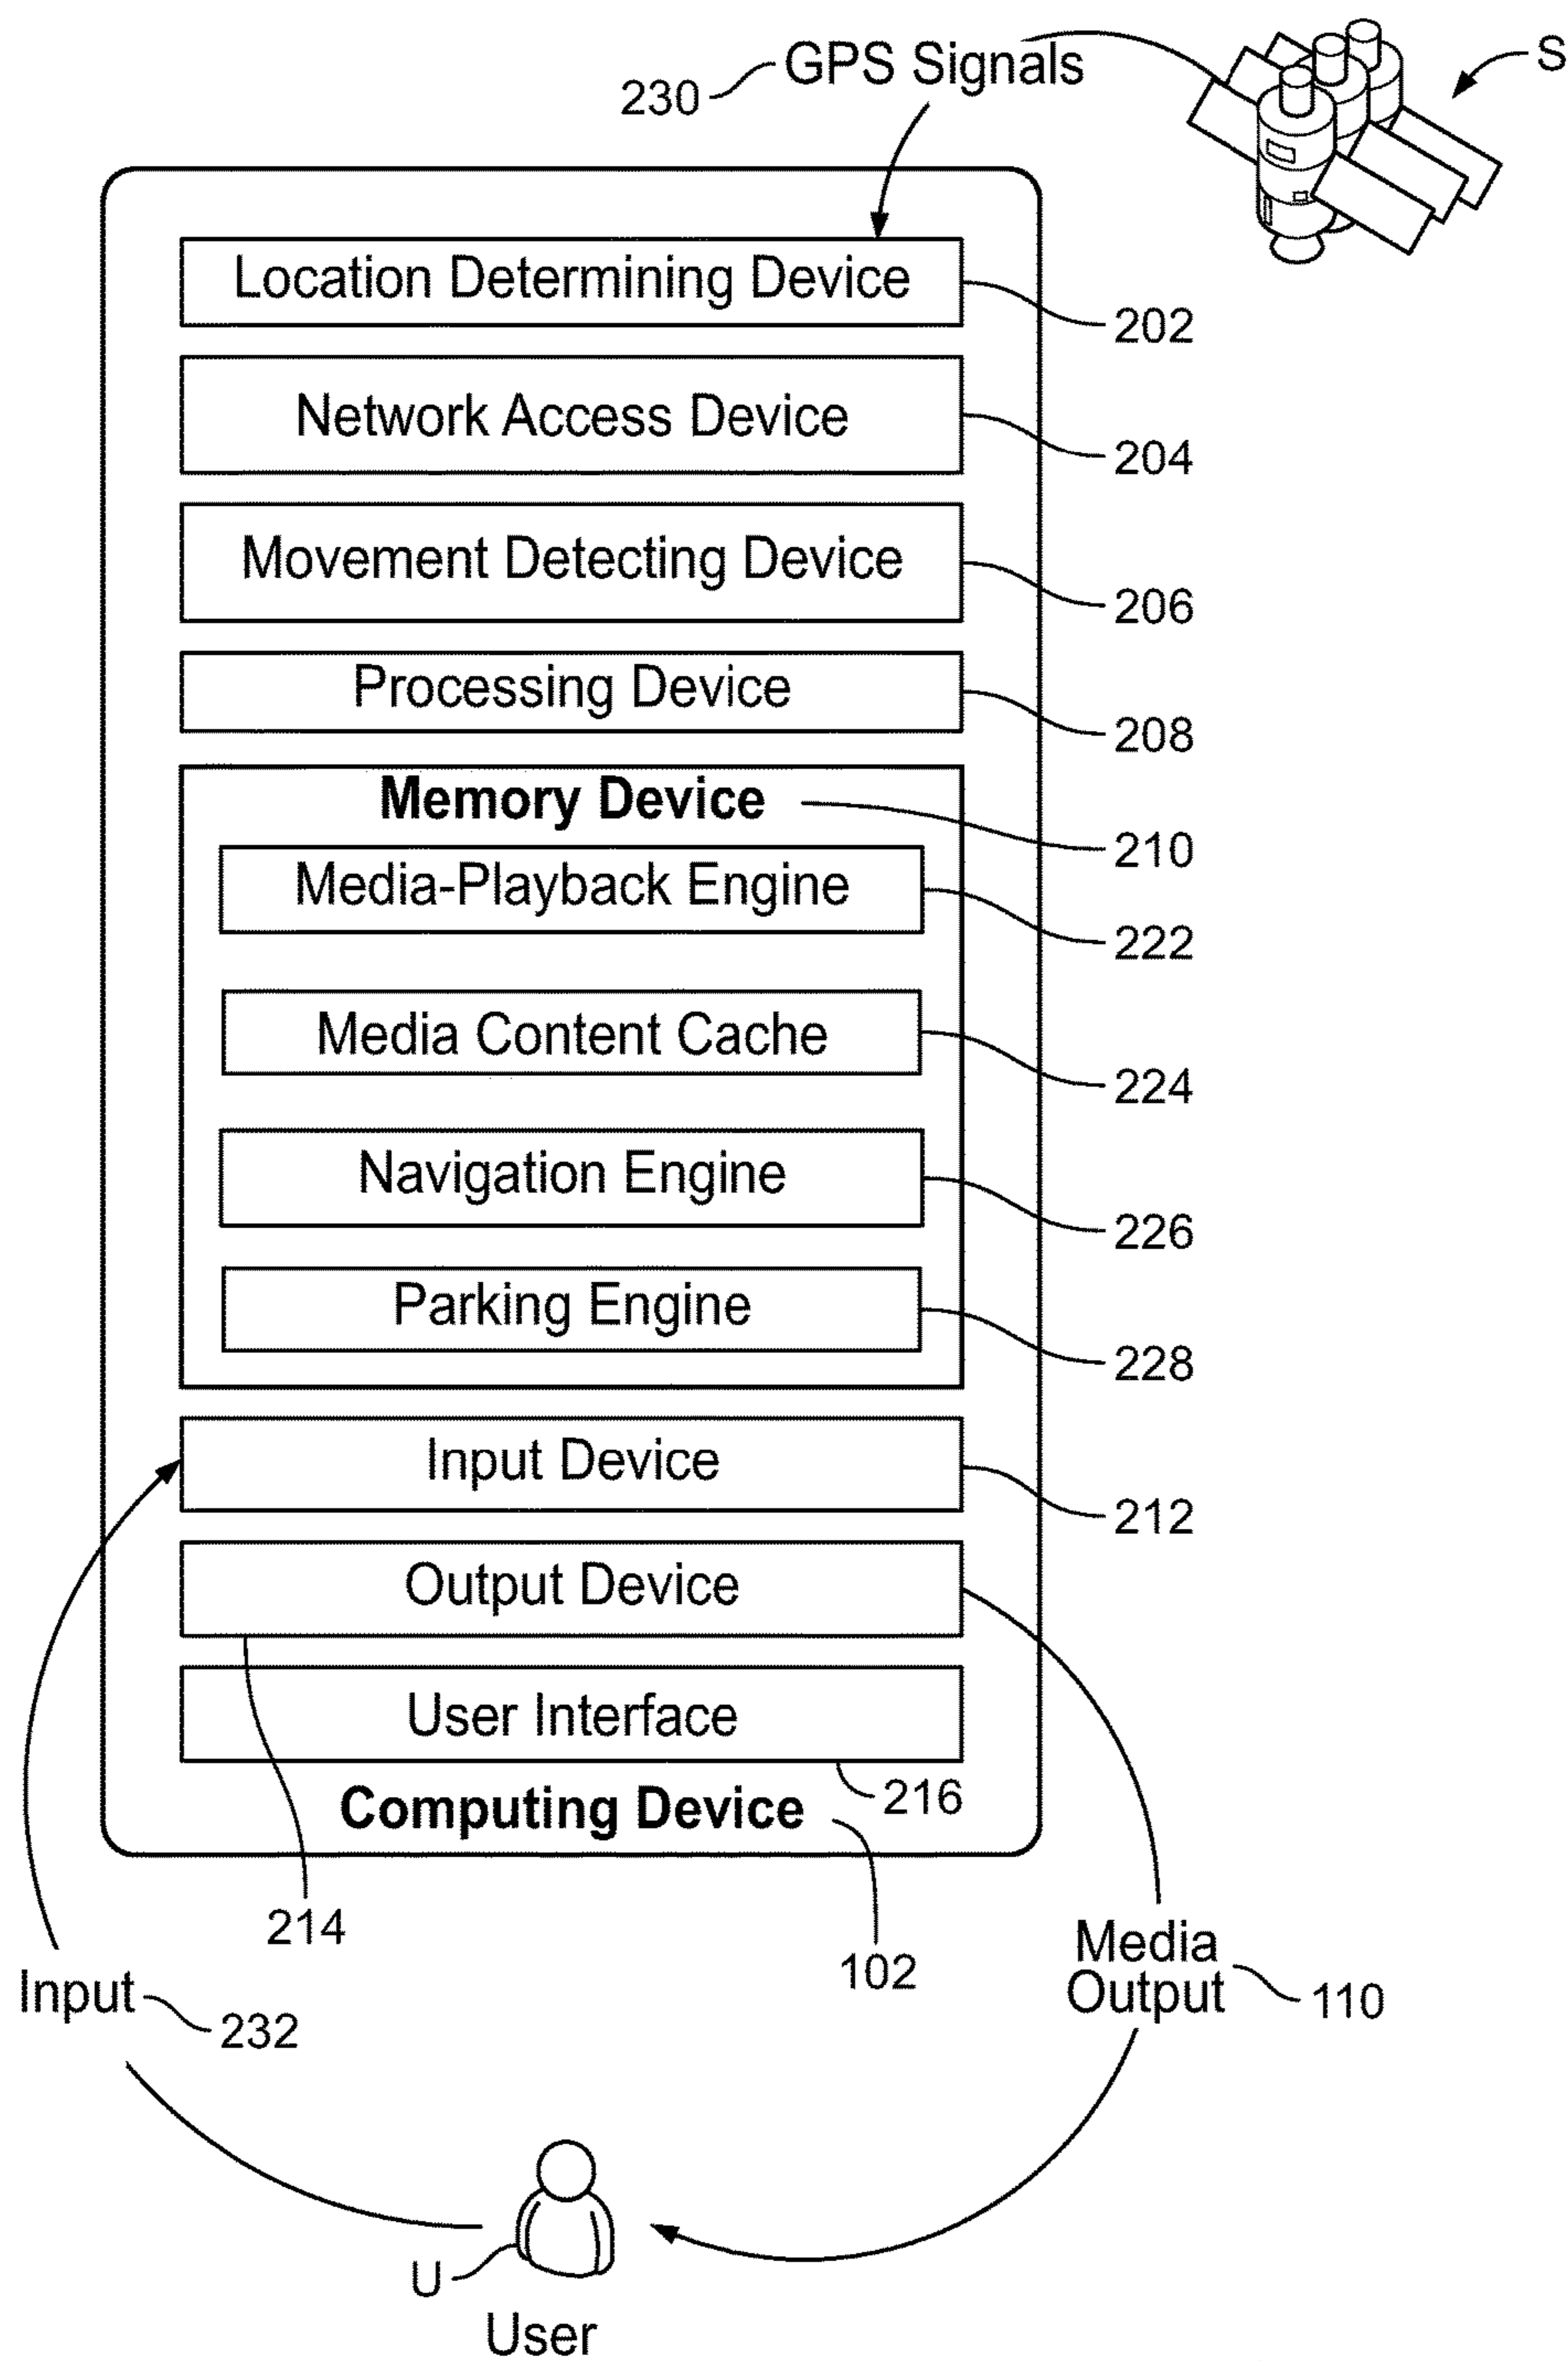 GPS Signals
230
S
Location Determining Device
202
Network Access Device
204
Movement Detecting Device
206
Processing Device
208
Memory Device
210
Media-Playback Engine
222
Media Content Cache
224
Navigation Engine
226
Parking Engine
228
Input Device
212
Output Device
User Interface
216
Computing Device
214
102
Media
Output
110
Input
232
U
User